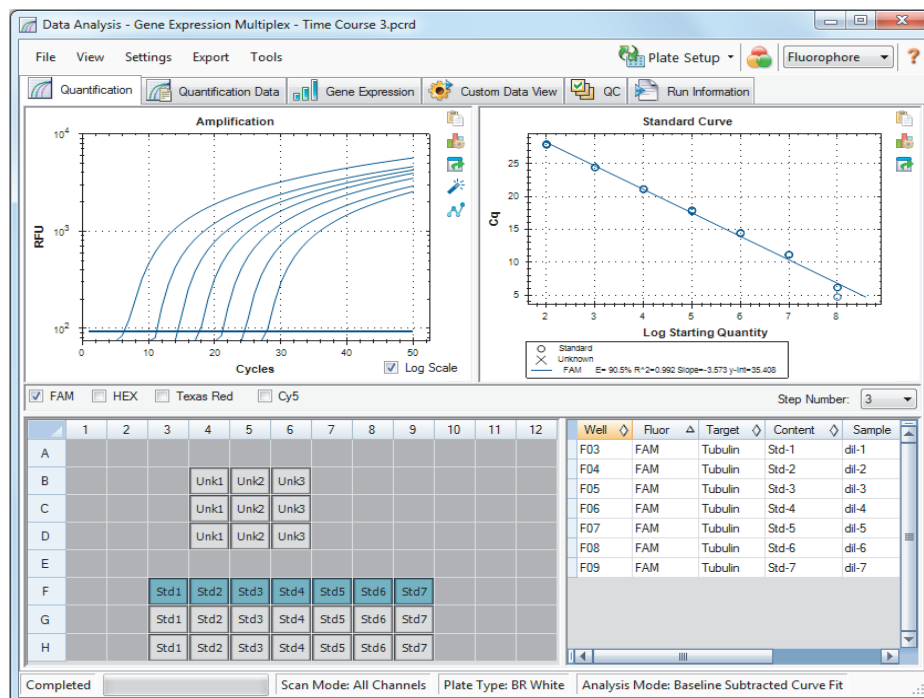 Data Analysis - Gene Expression Multiplex - Time Course 3.pcrd
File View Settings Export Tools Plate Setup Fluorophore ?
Quantification Quantification Data Gene Expression Custom Data View QC Run Information
Amplification
10^4
10^3
10^2
RFU
0 10 20 30 40 50
Cycles
Log Scale
Standard Curve
25
20
15
10
5
Cq
2 3 4 5 6 7 8
Log Starting Quantity
Standard
Unknown
FAM E= 90.5% R^2=0.992 Slope=-3.573 y-int=35.408
FAM HEX Texas Red Cy5 Step Number: 3
1 2 3 4 5 6 7 8 9 10 11 12
A
B Unk1 Unk2 Unk3
C Unk1 Unk2 Unk3
D Unk1 Unk2 Unk3
E
F Std1 Std2 Std3 Std4 Std5 Std6 Std7
G Std1 Std2 Std3 Std4 Std5 Std6 Std7
H Std1 Std2 Std3 Std4 Std5 Std6 Std7
Well Fluor Target Content Sample
F03 FAM Tubulin Std-1 dil-1
F04 FAM Tubulin Std-2 dil-2
F05 FAM Tubulin Std-3 dil-3
F06 FAM Tubulin Std-4 dil-4
F07 FAM Tubulin Std-5 dil-5
F08 FAM Tubulin Std-6 dil-6
F09 FAM Tubulin Std-7 dil-7
Completed Scan Mode: All Channels Plate Type: BR White Analysis Mode: Baseline Subtracted Curve Fit